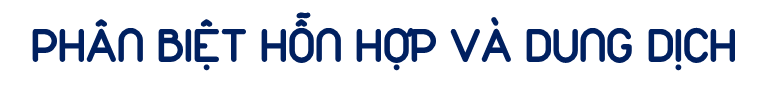 PHÂN BIỆT HỖN HỢP VÀ DUNG DỊCH